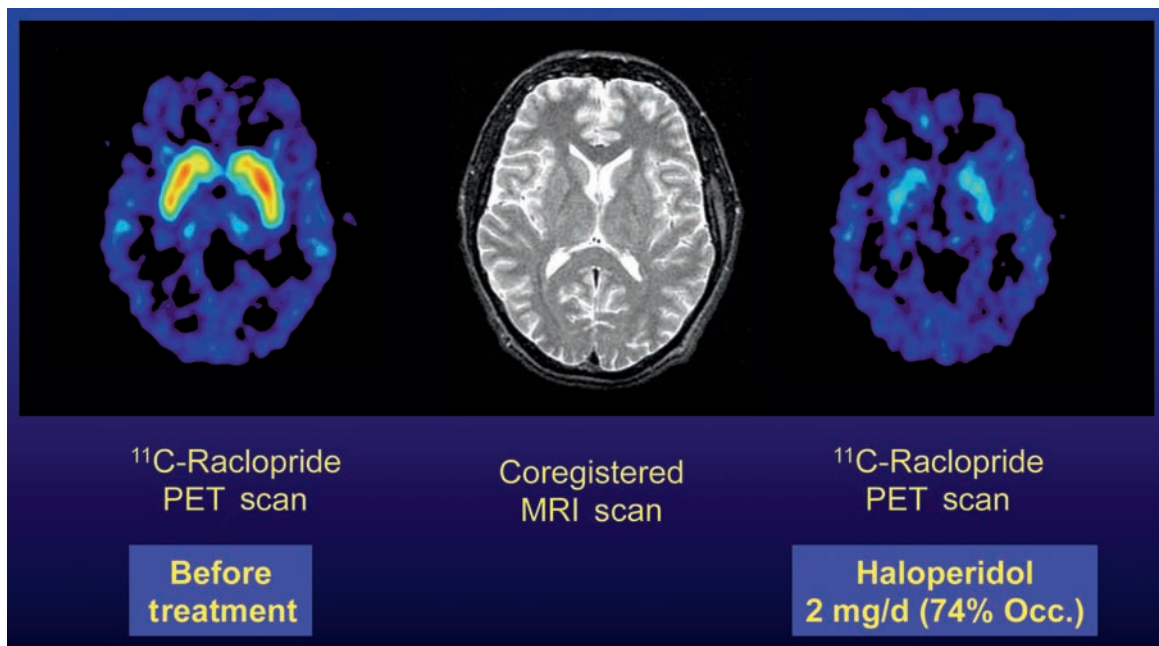 ¹¹C-Raclopride
PET scan
Before
treatment
Coregistered
MRI scan
¹¹C-Raclopride
PET scan
Haloperidol
2 mg/d (74% Occ.)